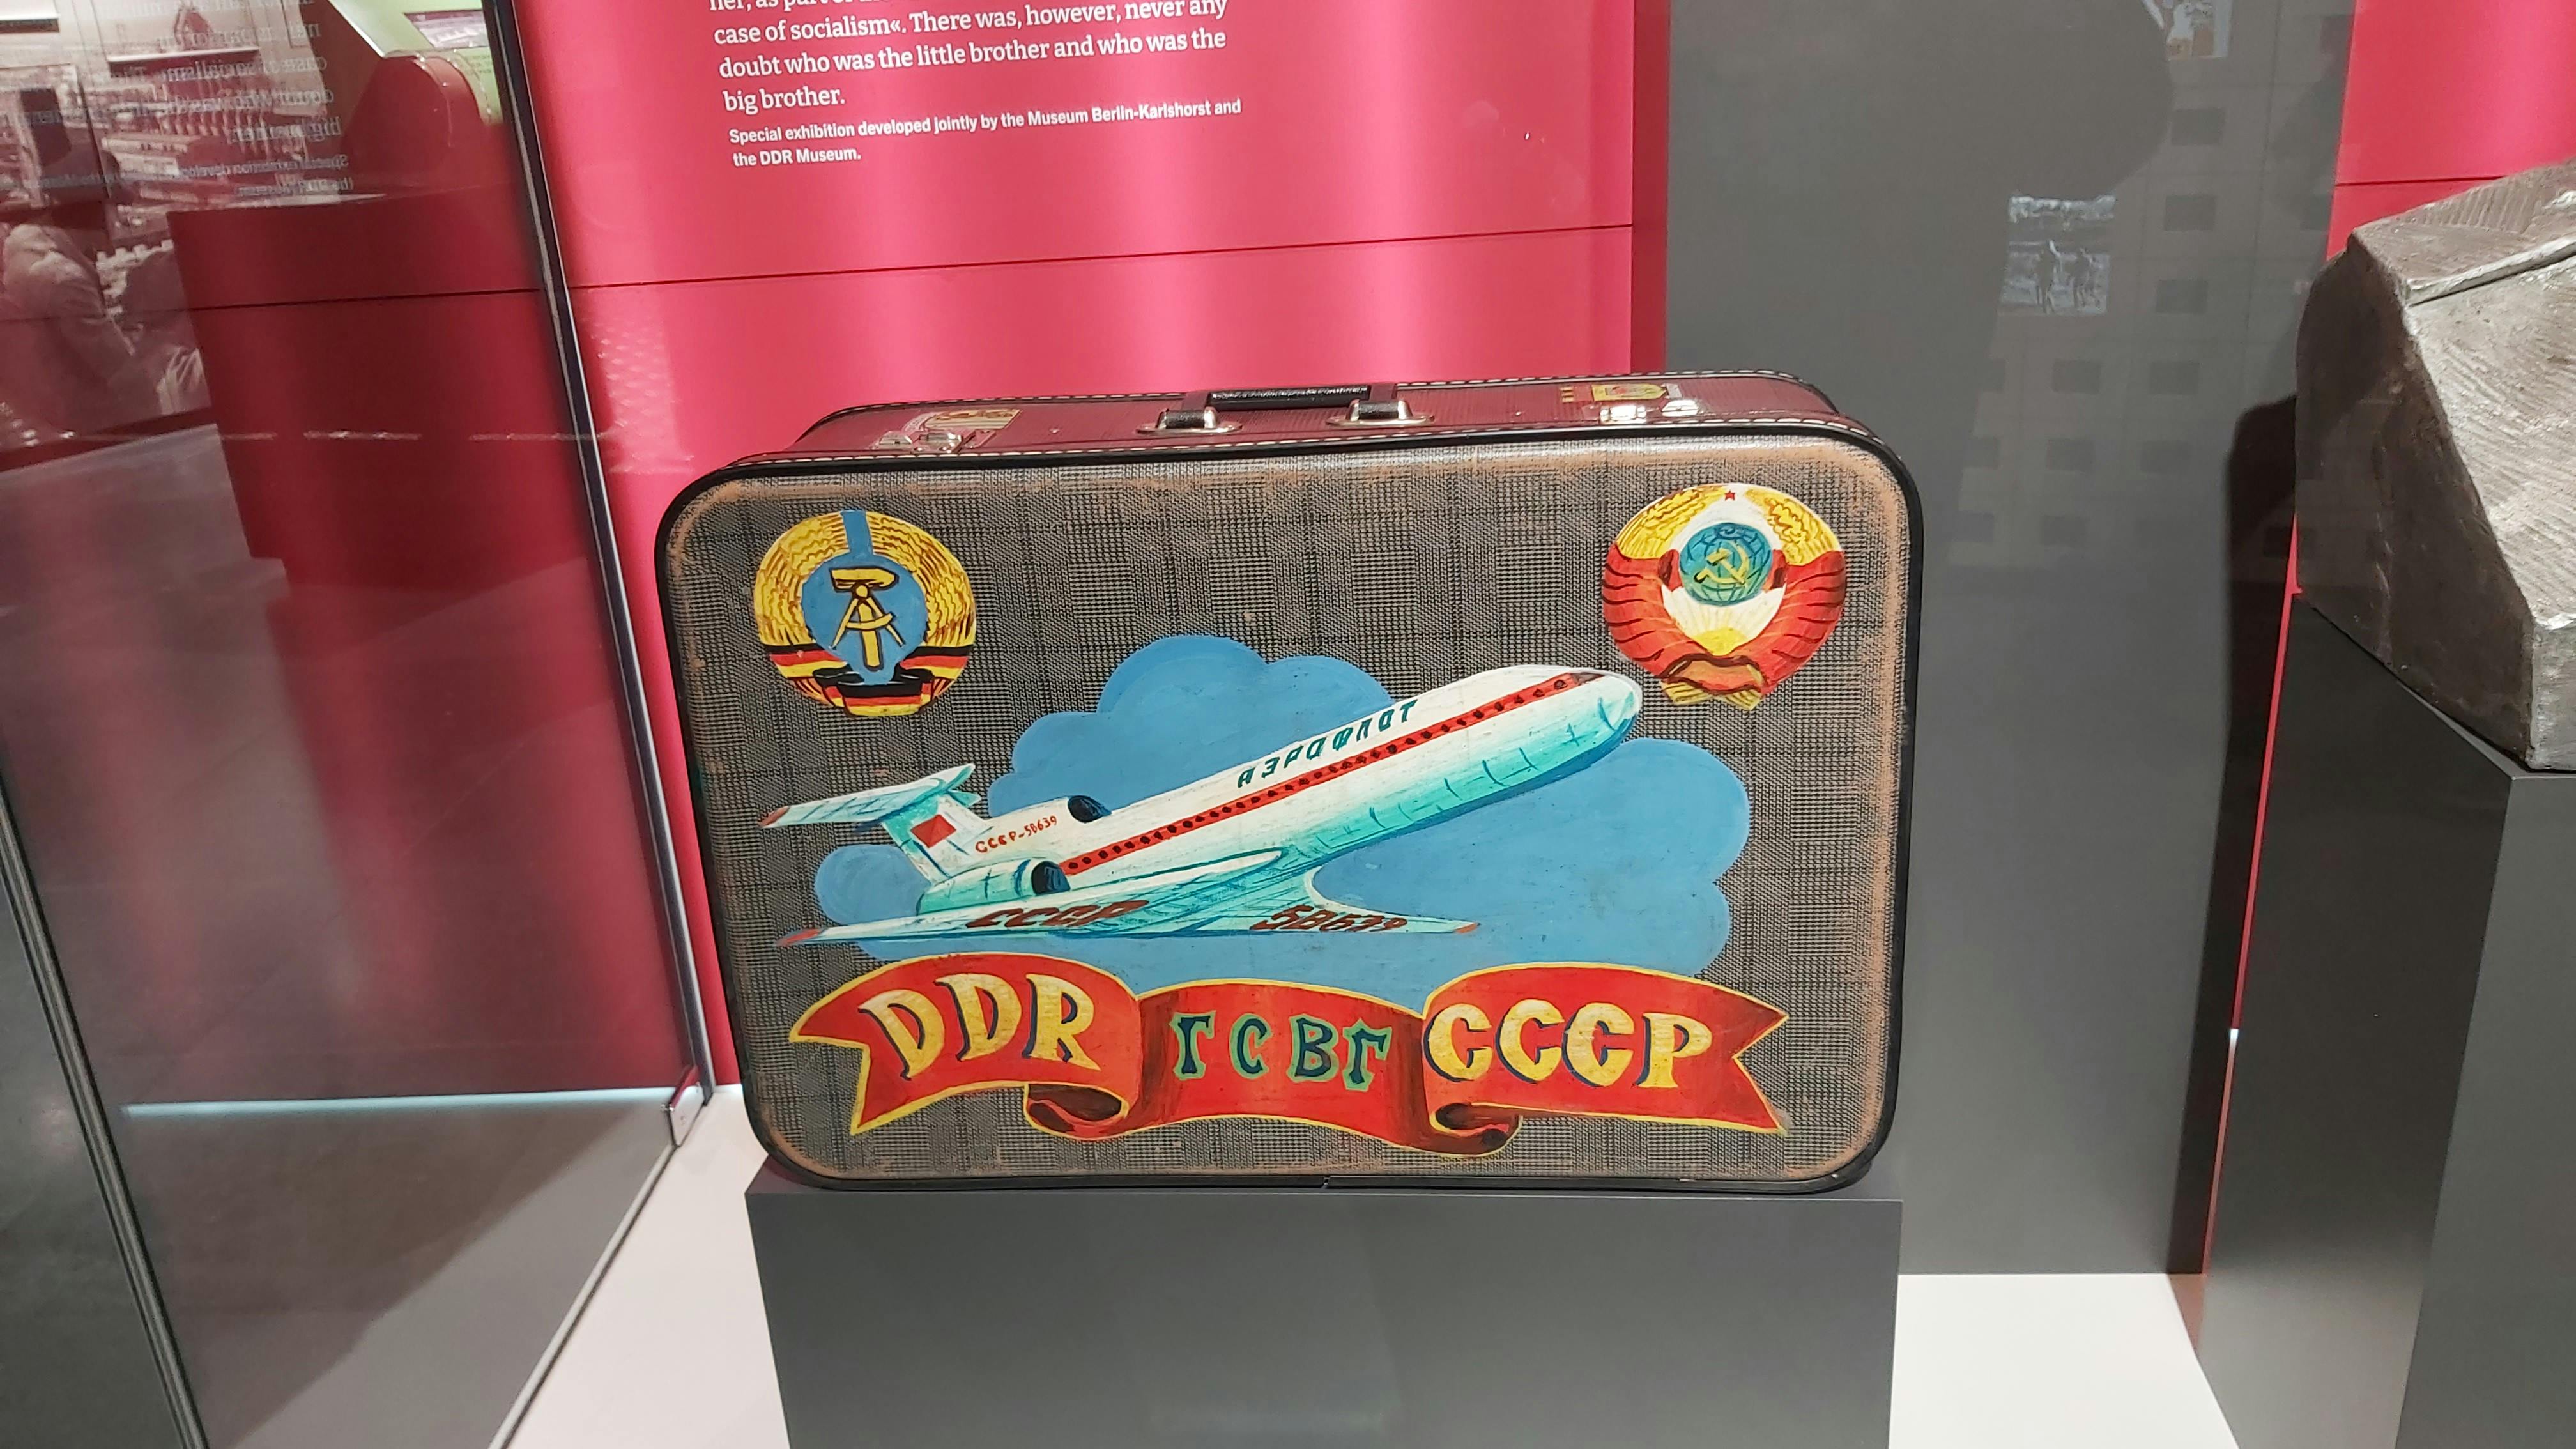 case of socialism«. There was, however, never any
doubt who was the little brother and who was the
big brother.
Special exhibition developed jointly by the Museum Berlin-Karlshorst and
the DDR Museum.
АЭРОФЛОТ
СССР-58639
СССР 58639
DDR ГСВГ СССР